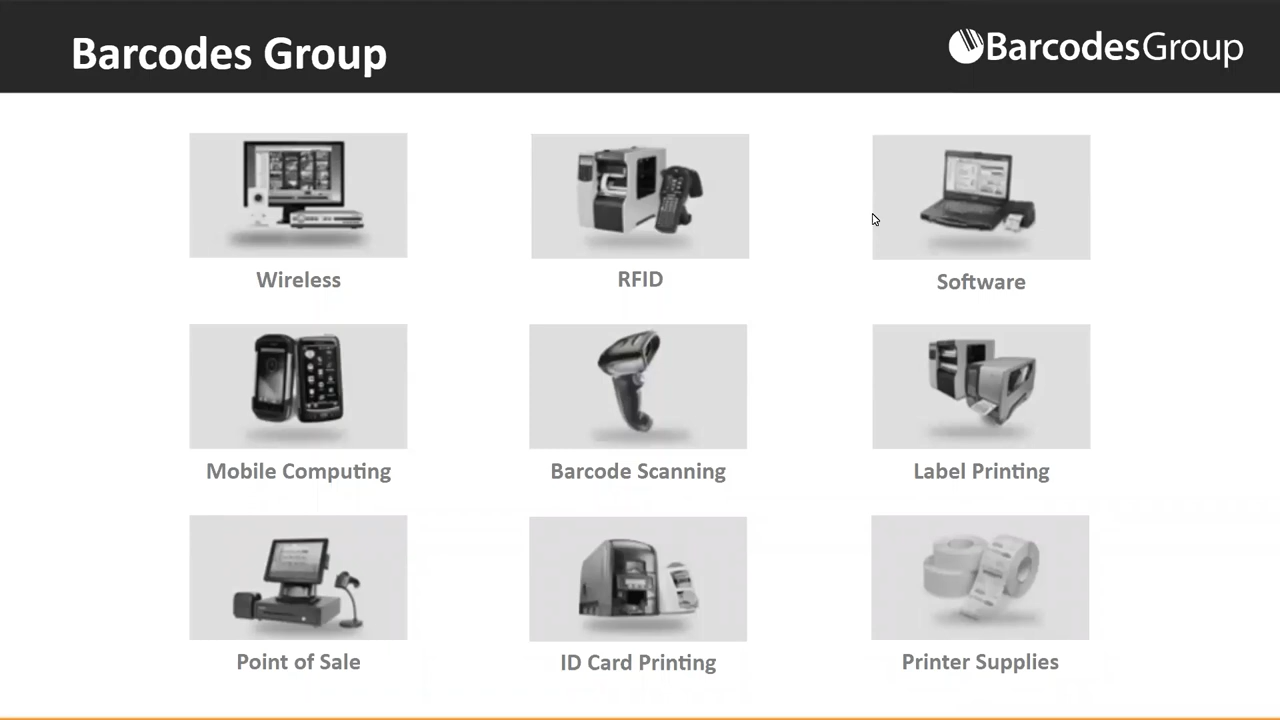 Barcodes Group
BarcodesGroup
Wireless
RFID
Software
Mobile Computing
Barcode Scanning
Label Printing
Point of Sale
ID Card Printing
Printer Supplies